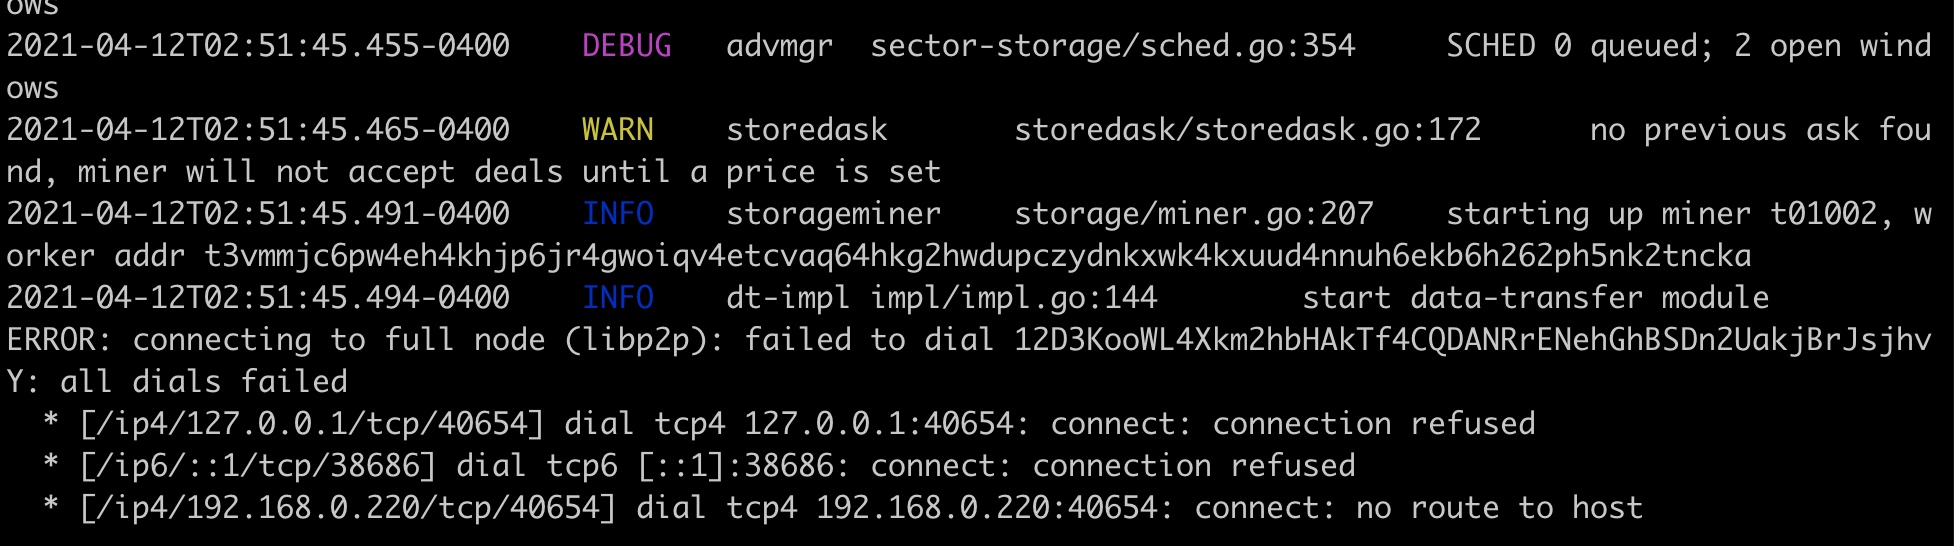 ows
2021-04-12T02:51:45.455-0400    DEBUG   advmgr  sector-storage/sched.go:354     SCHED 0 queued; 2 open wind
ows
2021-04-12T02:51:45.465-0400    WARN    storedask       storedask/storedask.go:172      no previous ask fou
nd, miner will not accept deals until a price is set
2021-04-12T02:51:45.491-0400    INFO    storageminer    storage/miner.go:207    starting up miner t01002, w
orker addr t3vmmjc6pw4eh4khjp6jr4gwoiqv4etcvaq64hkg2hwdupczydnkxwk4kxuud4nnuh6ekb6h262ph5nk2tncka
2021-04-12T02:51:45.494-0400    INFO    dt-impl impl/impl.go:144        start data-transfer module
ERROR: connecting to full node (libp2p): failed to dial 12D3KooWL4Xkm2hbHAkTf4CQDANRrENehGhBSDn2UakjBrJsjhv
Y: all dials failed
  * [/ip4/127.0.0.1/tcp/40654] dial tcp4 127.0.0.1:40654: connect: connection refused
  * [/ip6/::1/tcp/38686] dial tcp6 [::1]:38686: connect: connection refused
  * [/ip4/192.168.0.220/tcp/40654] dial tcp4 192.168.0.220:40654: connect: no route to host